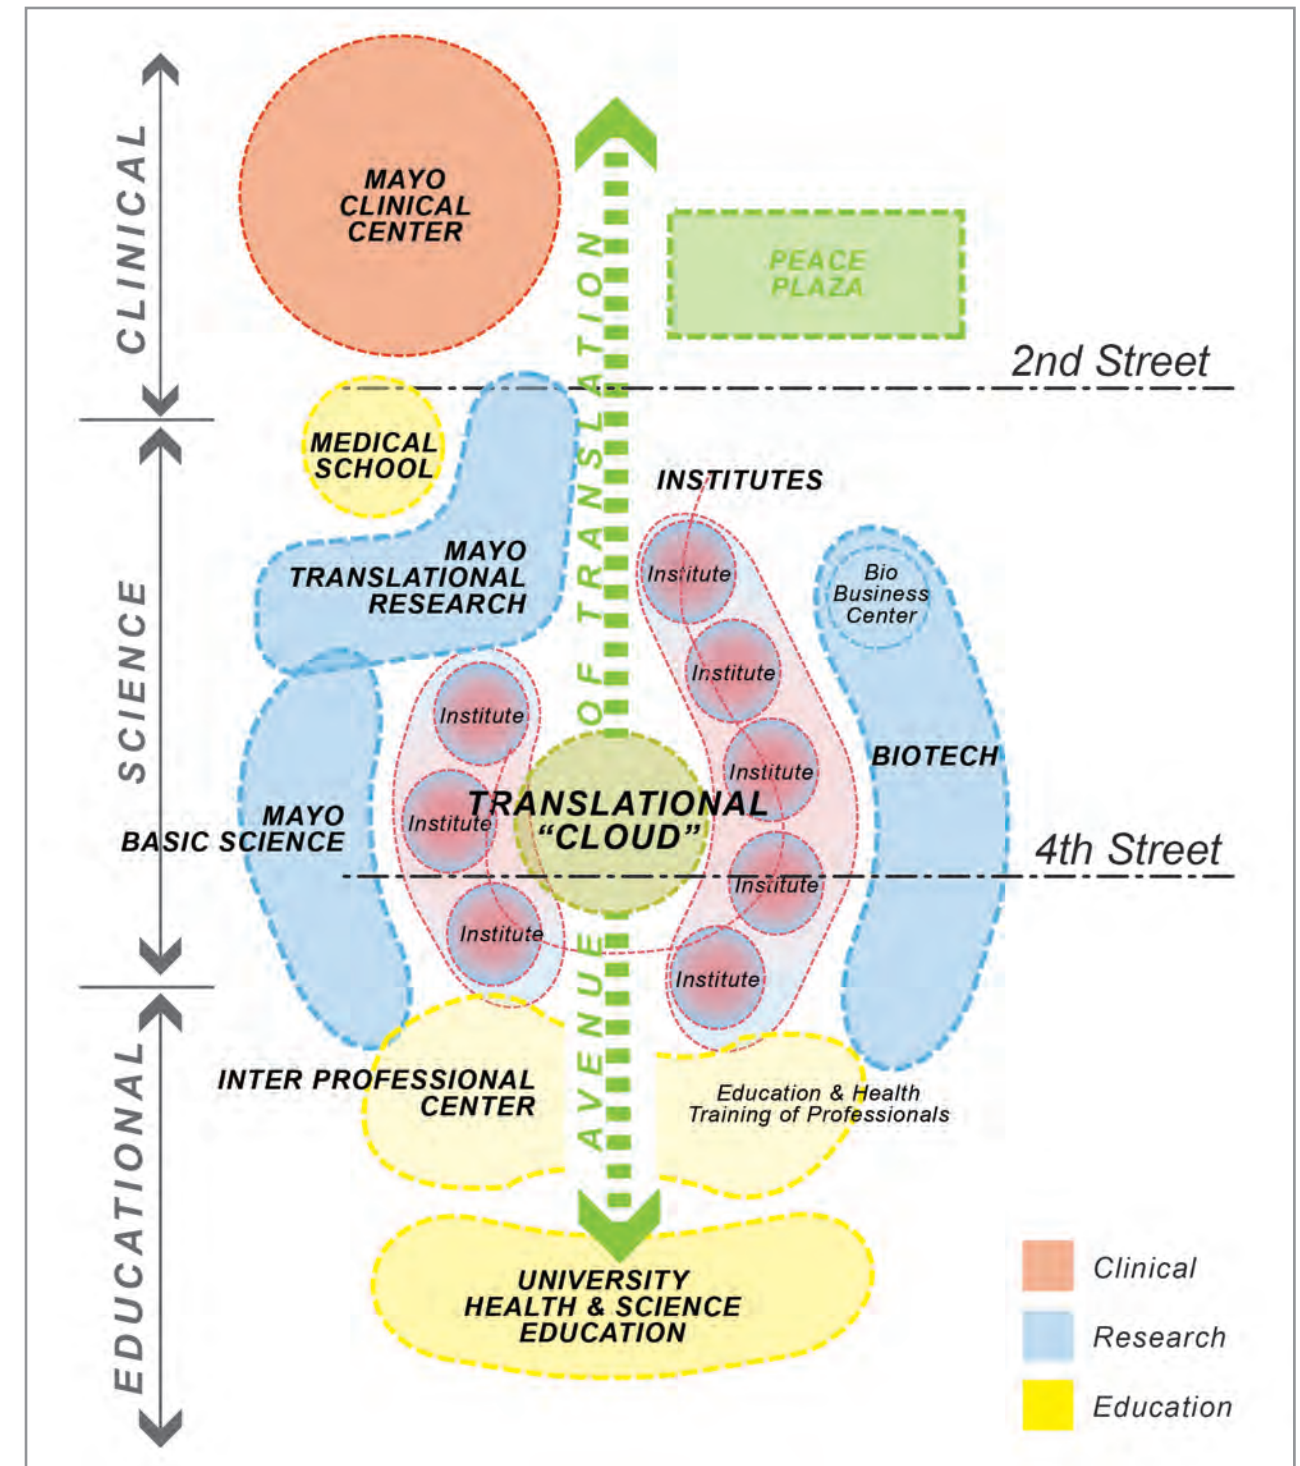 CLINICAL
MAYO
CLINICAL
CENTER
PEACE
PLAZA
2nd Street
SCIENCE
MEDICAL
SCHOOL
MAYO
TRANSLATIONAL
RESEARCH
AVENUE OF TRANSLATION
INSTITUTES
Institute
Institute
Institute
Institute
Institute
Bio
Business
Center
BIOTECH
Institute
Institute
Institute
TRANSLATIONAL
“CLOUD”
MAYO
BASIC SCIENCE
4th Street
EDUCATIONAL
INTER PROFESSIONAL
CENTER
Education & Health
Training of Professionals
UNIVERSITY
HEALTH & SCIENCE
EDUCATION
Clinical
Research
Education